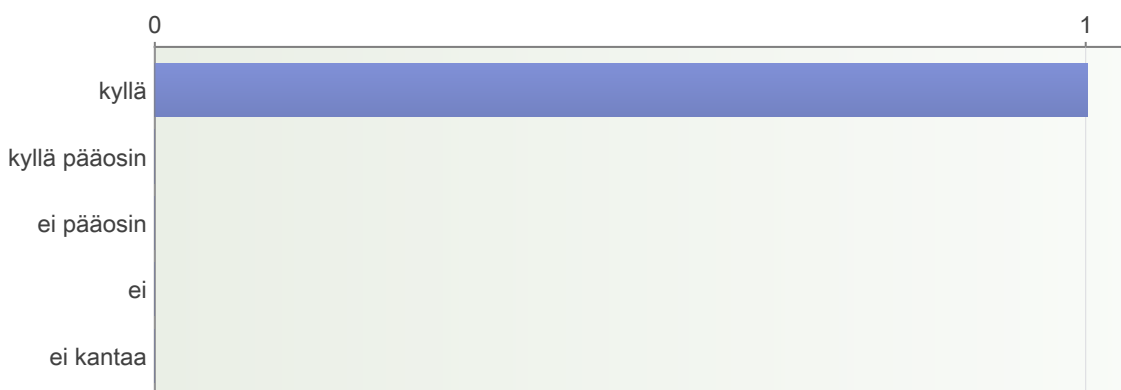 0 1
kyllä
kyllä pääosin
ei pääosin
ei
ei kantaa